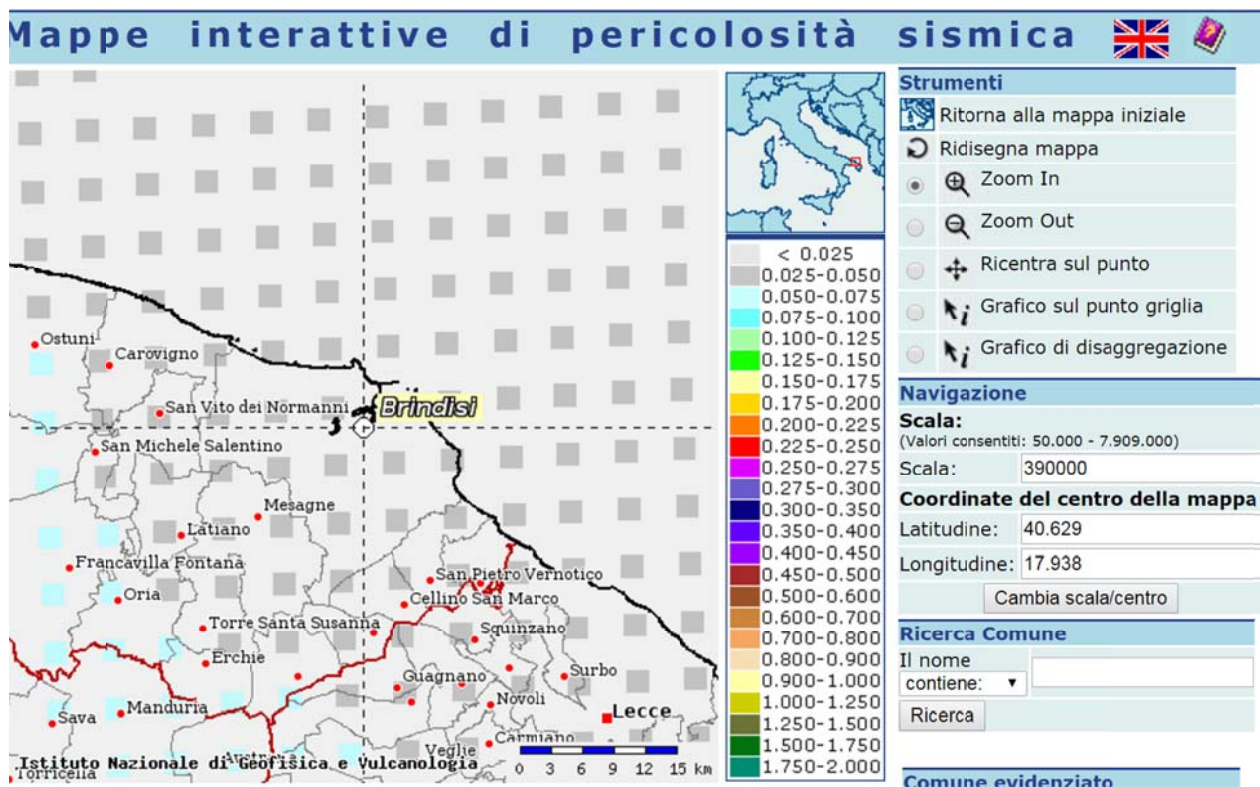 Mappe interattive di pericolosità sismica
Ostuni
Carovigno
San Vito dei Normanni
Brindisi
San Michele Salentino
Mesagne
Latiano
Francavilla Fontana
San Pietro Vernotico
Oria
Cellino San Marco
Torre Santa Susanna
Squinzano
Erchie
Guagnano
Surbo
Novoli
Manduria
Lecce
Sava
Carmiano
Veglie
Istituto Nazionale di Geofisica e Vulcanologia
Torricella
0 3 6 9 12 15 km
< 0.025
0.025-0.050
0.050-0.075
0.075-0.100
0.100-0.125
0.125-0.150
0.150-0.175
0.175-0.200
0.200-0.225
0.225-0.250
0.250-0.275
0.275-0.300
0.300-0.350
0.350-0.400
0.400-0.450
0.450-0.500
0.500-0.600
0.600-0.700
0.700-0.800
0.800-0.900
0.900-1.000
1.000-1.250
1.250-1.500
1.500-1.750
1.750-2.000
Strumenti
Ritorna alla mappa iniziale
Ridisegna mappa
Zoom In
Zoom Out
Ricentra sul punto
Grafico sul punto griglia
Grafico di disaggregazione
Navigazione
Scala:
(Valori consentiti: 50.000 - 7.909.000)
Scala: 390000
Coordinate del centro della mappa
Latitudine: 40.629
Longitudine: 17.938
Cambia scala/centro
Ricerca Comune
Il nome
contiene:
Ricerca
Comune evidenziato